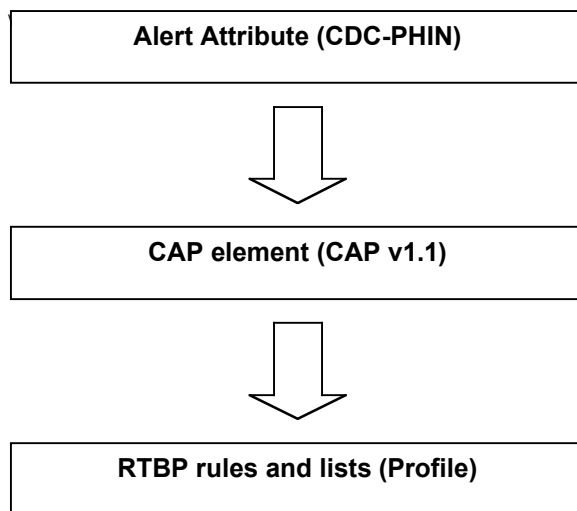 Alert Attribute (CDC-PHIN)
CAP element (CAP v1.1)
RTBP rules and lists (Profile)